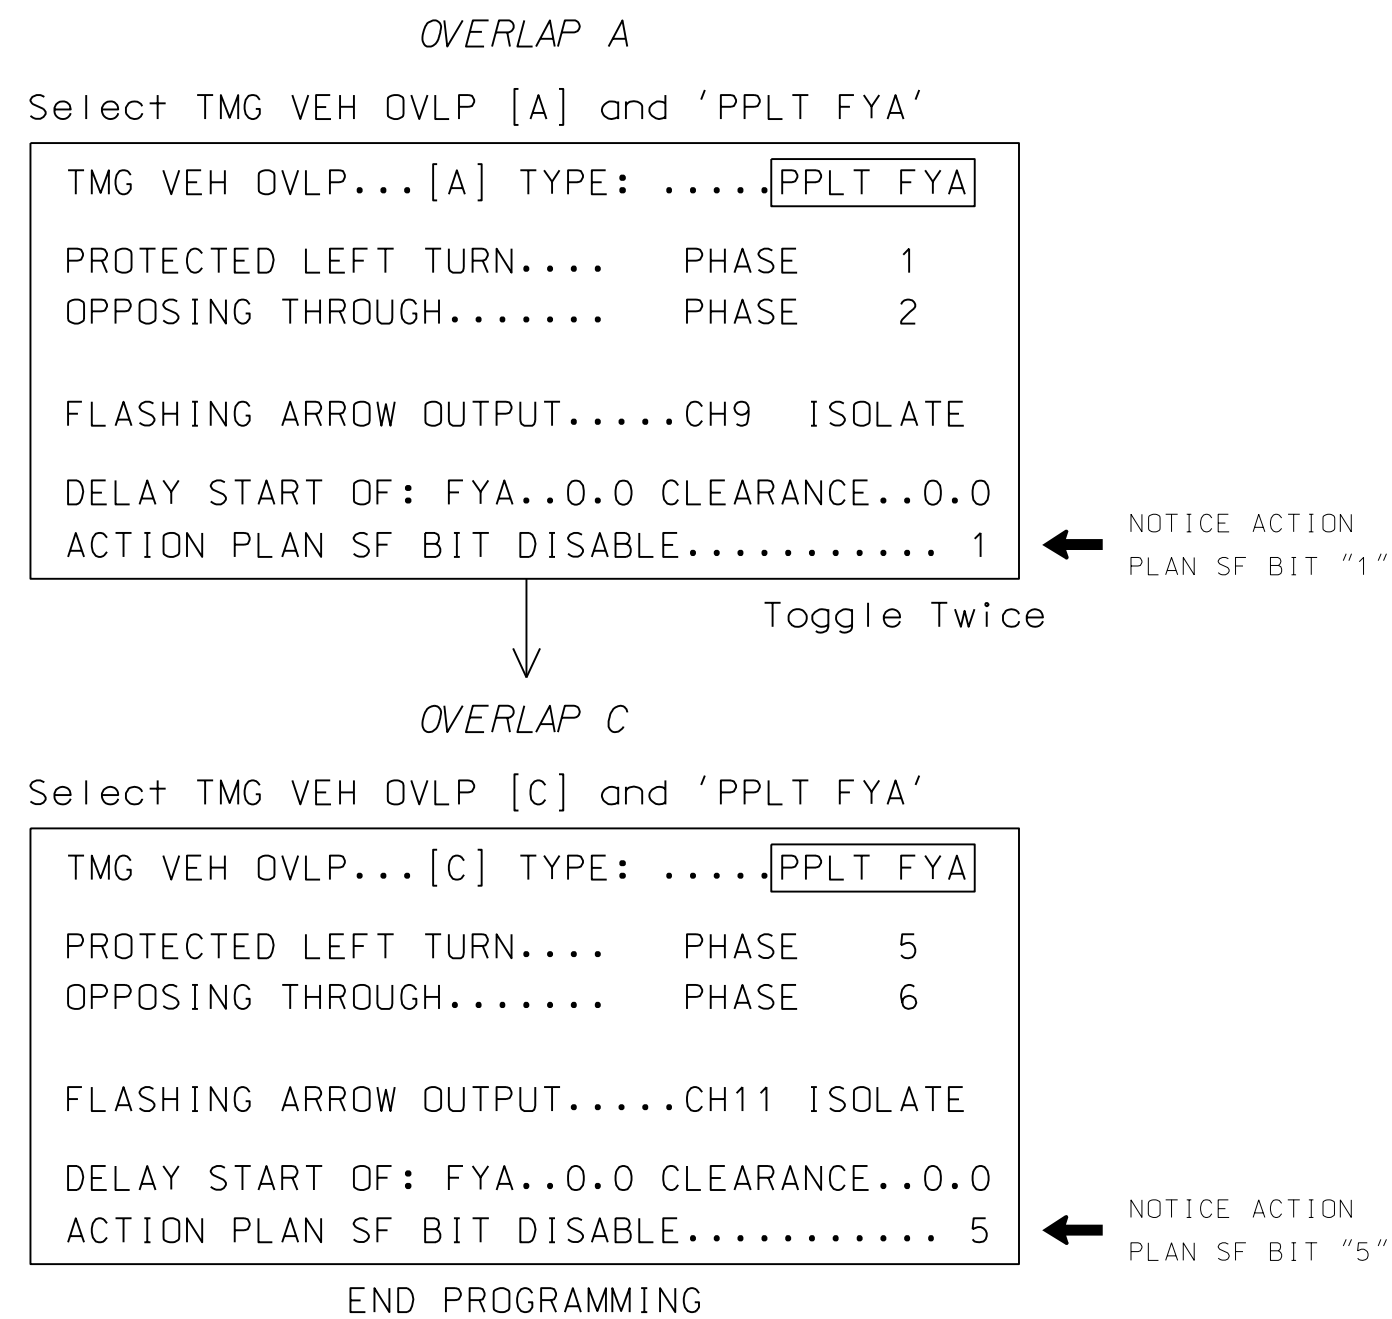 OVERLAP A
Select TMG VEH OVLP [A] and 'PPLT FYA'
TMG VEH OVLP...[A] TYPE: .....PPLT FYA
PROTECTED LEFT TURN.... PHASE 1
OPPOSING THROUGH....... PHASE 2
FLASHING ARROW OUTPUT.....CH9 ISOLATE
DELAY START OF: FYA..0.0 CLEARANCE..0.0
ACTION PLAN SF BIT DISABLE........... 1
NOTICE ACTION
PLAN SF BIT "1"
Toggle Twice
OVERLAP C
Select TMG VEH OVLP [C] and 'PPLT FYA'
TMG VEH OVLP...[C] TYPE: .....PPLT FYA
PROTECTED LEFT TURN.... PHASE 5
OPPOSING THROUGH....... PHASE 6
FLASHING ARROW OUTPUT.....CH11 ISOLATE
DELAY START OF: FYA..0.0 CLEARANCE..0.0
ACTION PLAN SF BIT DISABLE........... 5
NOTICE ACTION
PLAN SF BIT "5"
END PROGRAMMING